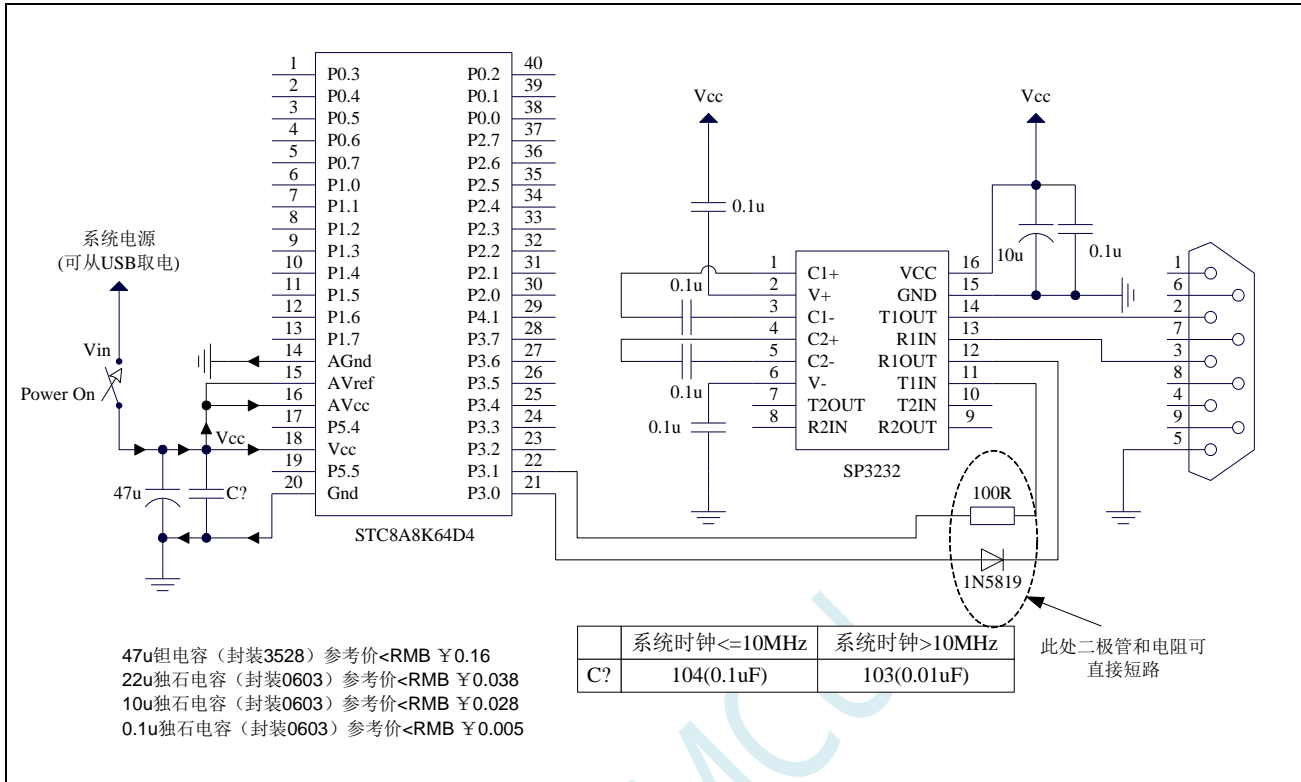 系统电源
(可从USB取电)
Vin
Power On
Vcc
47u
C?
1 P0.3 P0.2 40
2 P0.4 P0.1 39
3 P0.5 P0.0 38
4 P0.6 P2.7 37
5 P0.7 P2.6 36
6 P1.0 P2.5 35
7 P1.1 P2.4 34
8 P1.2 P2.3 33
9 P1.3 P2.2 32
10 P1.4 P2.1 31
11 P1.5 P2.0 30
12 P1.6 P4.1 29
13 P1.7 P3.7 28
14 AGnd P3.6 27
15 AVref P3.5 26
16 AVcc P3.4 25
17 P5.4 P3.3 24
18 Vcc P3.2 23
19 P5.5 P3.1 22
20 Gnd P3.0 21
STC8A8K64D4
Vcc
0.1u
0.1u
0.1u
0.1u
1 C1+ VCC 16
2 V+ GND 15
3 C1- T1OUT 14
4 C2+ R1IN 13
5 C2- R1OUT 12
6 V- T1IN 11
7 T2OUT T2IN 10
8 R2IN R2OUT 9
SP3232
Vcc
10u
0.1u
1
6
2
7
3
8
4
9
5
100R
1N5819
此处二极管和电阻可
直接短路
系统时钟<=10MHz 系统时钟>10MHz
C? 104(0.1uF) 103(0.01uF)
47u钽电容（封装3528）参考价<RMB ￥0.16
22u独石电容（封装0603）参考价<RMB ￥0.038
10u独石电容（封装0603）参考价<RMB ￥0.028
0.1u独石电容（封装0603）参考价<RMB ￥0.005
MCU